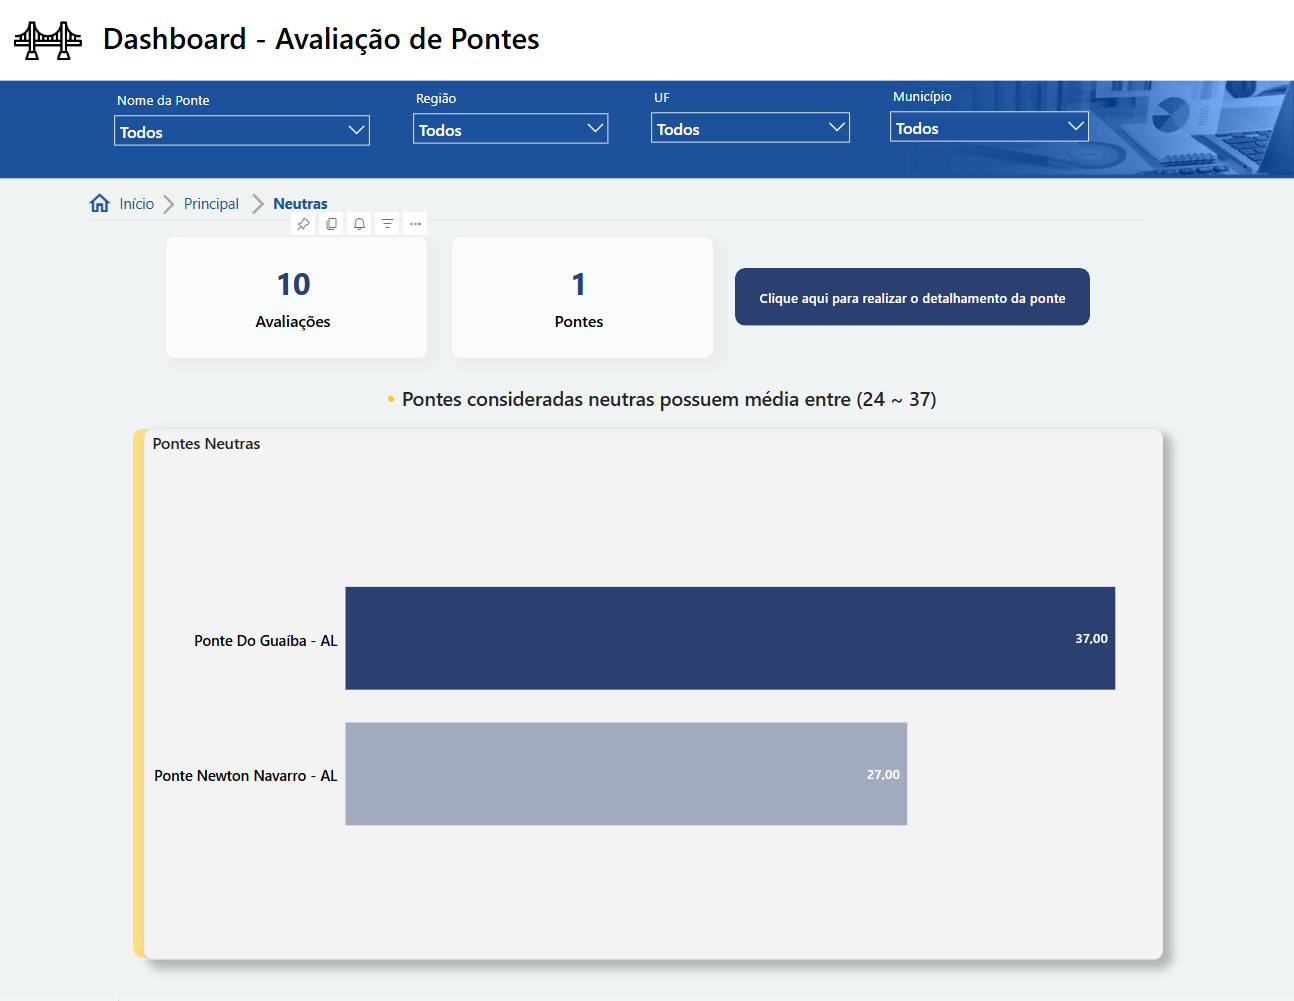 Dashboard - Avaliação de Pontes
Nome da Ponte
Região
UF
Município
Todos
Todos
Todos
Todos
Início
Principal
Neutras
10
Avaliações
1
Pontes
Clique aqui para realizar o detalhamento da ponte
• Pontes consideradas neutras possuem média entre (24 ~ 37)
Pontes Neutras
Ponte Do Guaíba - AL
37,00
Ponte Newton Navarro - AL
27,00